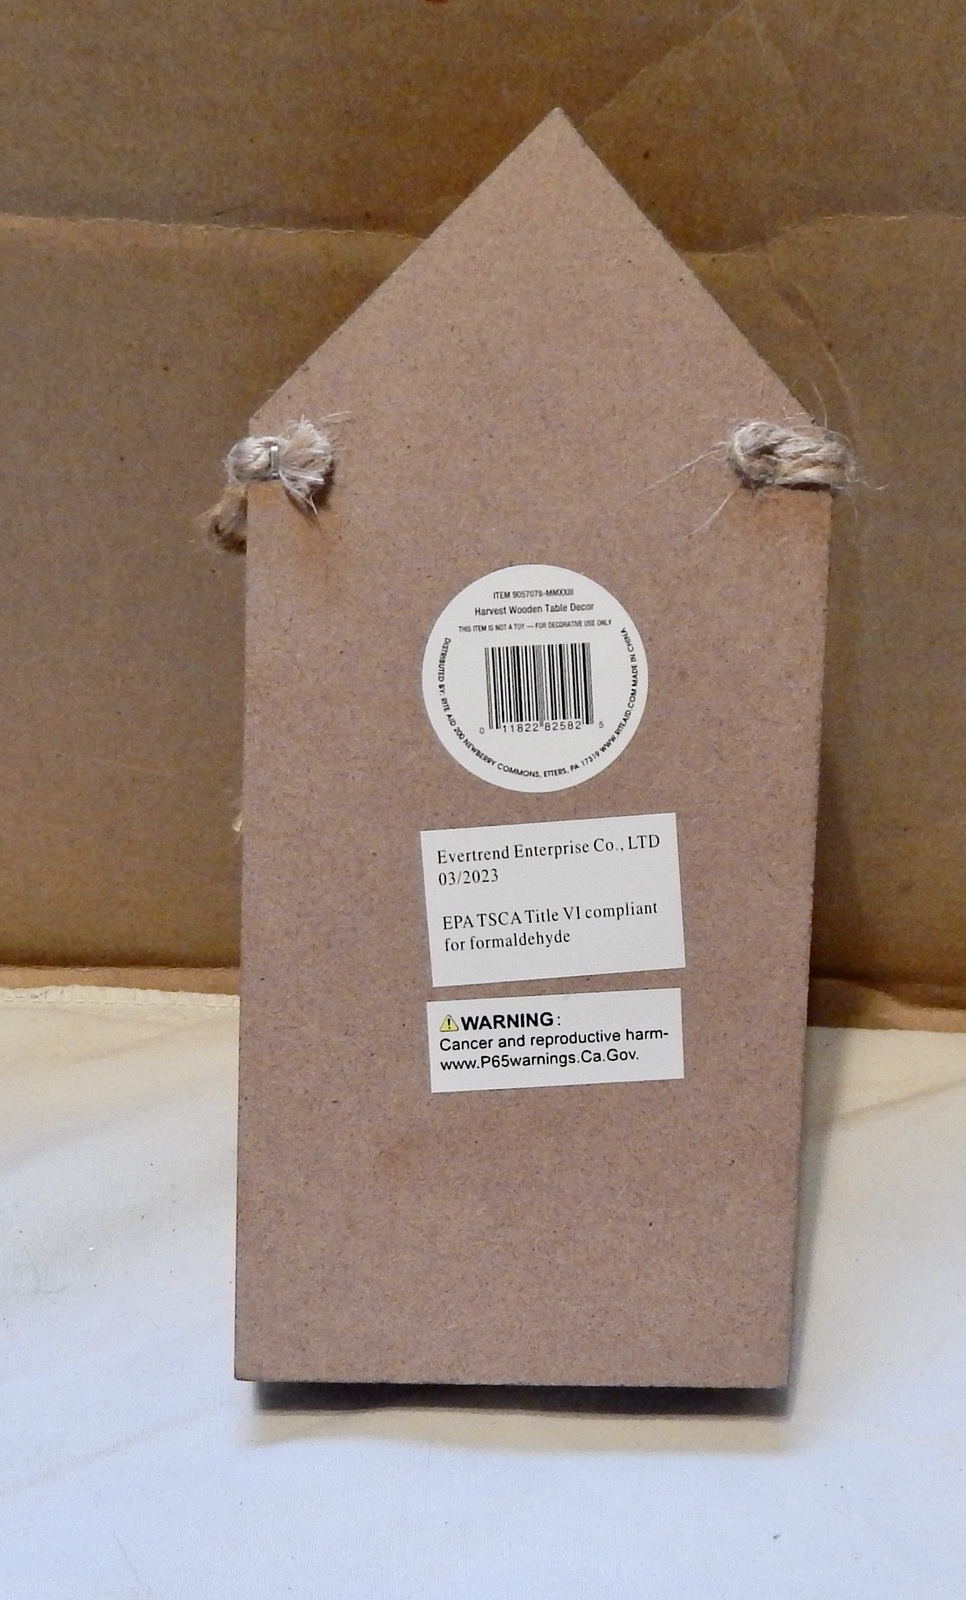 ITEM 9057078-MMXXIII
Harvest Wooden Table Decor
THIS ITEM IS NOT A TOY — FOR DECORATIVE USE ONLY
0 11822 82582 5
DISTRIBUTED BY: RITE AID 200 NEWBERRY COMMONS, ETTERS, PA 17319 WWW.RITEAID.COM MADE IN CHINA
Evertrend Enterprise Co., LTD
03/2023
EPA TSCA Title VI compliant
for formaldehyde
WARNING:
Cancer and reproductive harm-
www.P65warnings.Ca.Gov.